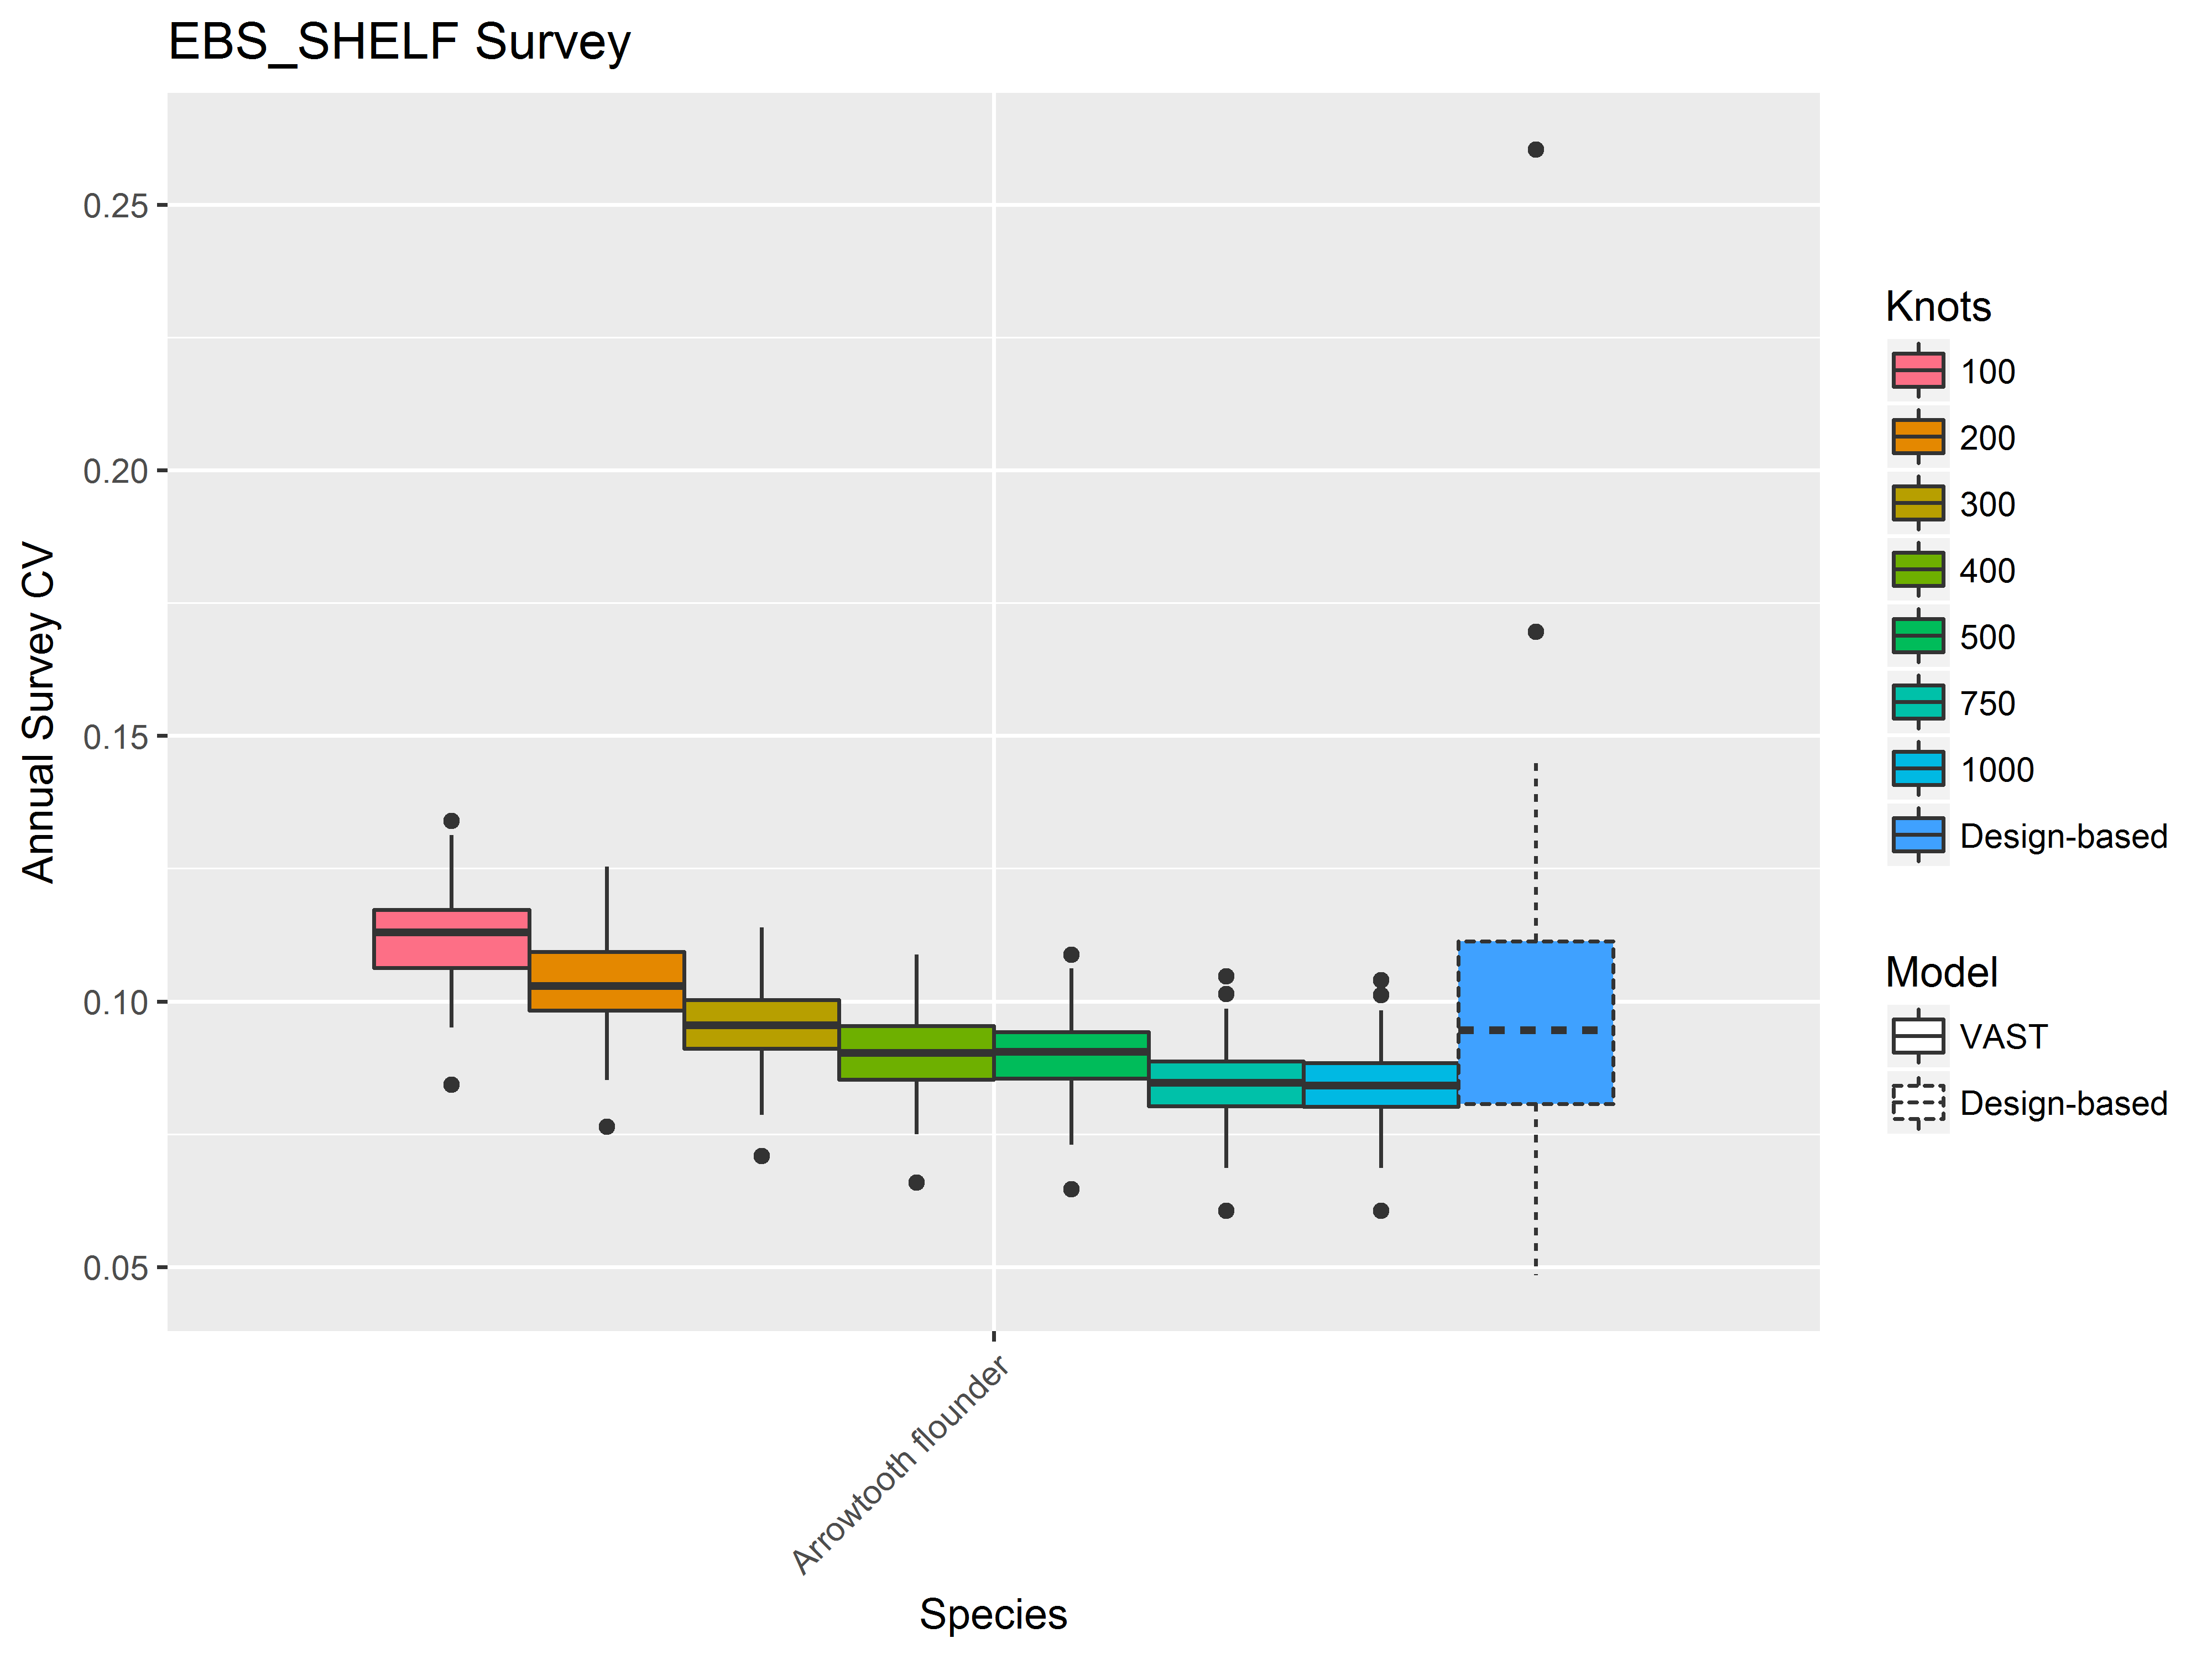 EBS_SHELF Survey
Annual Survey CV
0.25
0.20
0.15
0.10
0.05
Arrowtooth flounder
Species
Knots
100
200
300
400
500
750
1000
Design-based
Model
VAST
Design-based